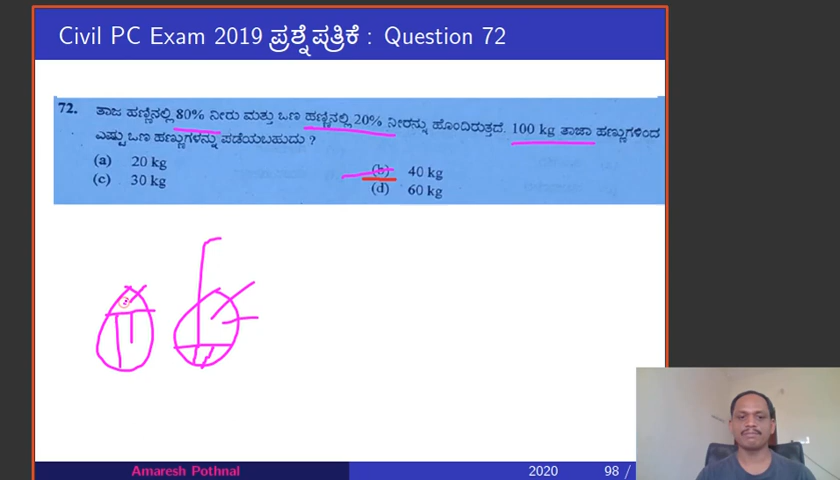 Civil PC Exam 2019 ಪ್ರಶ್ನೆಪತ್ರಿಕೆ : Question 72
72. ತಾಜ ಹಣ್ಣಿನಲ್ಲಿ 80% ನೀರು ಮತ್ತು ಒಣ ಹಣ್ಣಿನಲ್ಲಿ 20% ನೀರನ್ನು ಹೊಂದಿರುತ್ತದೆ. 100 kg ತಾಜಾ ಹಣ್ಣುಗಳಿಂದ
ಎಷ್ಟು ಒಣ ಹಣ್ಣುಗಳನ್ನು ಪಡೆಯಬಹುದು ?
(a) 20 kg (b) 40 kg
(c) 30 kg (d) 60 kg
Amaresh Pothnal 2020 98 /